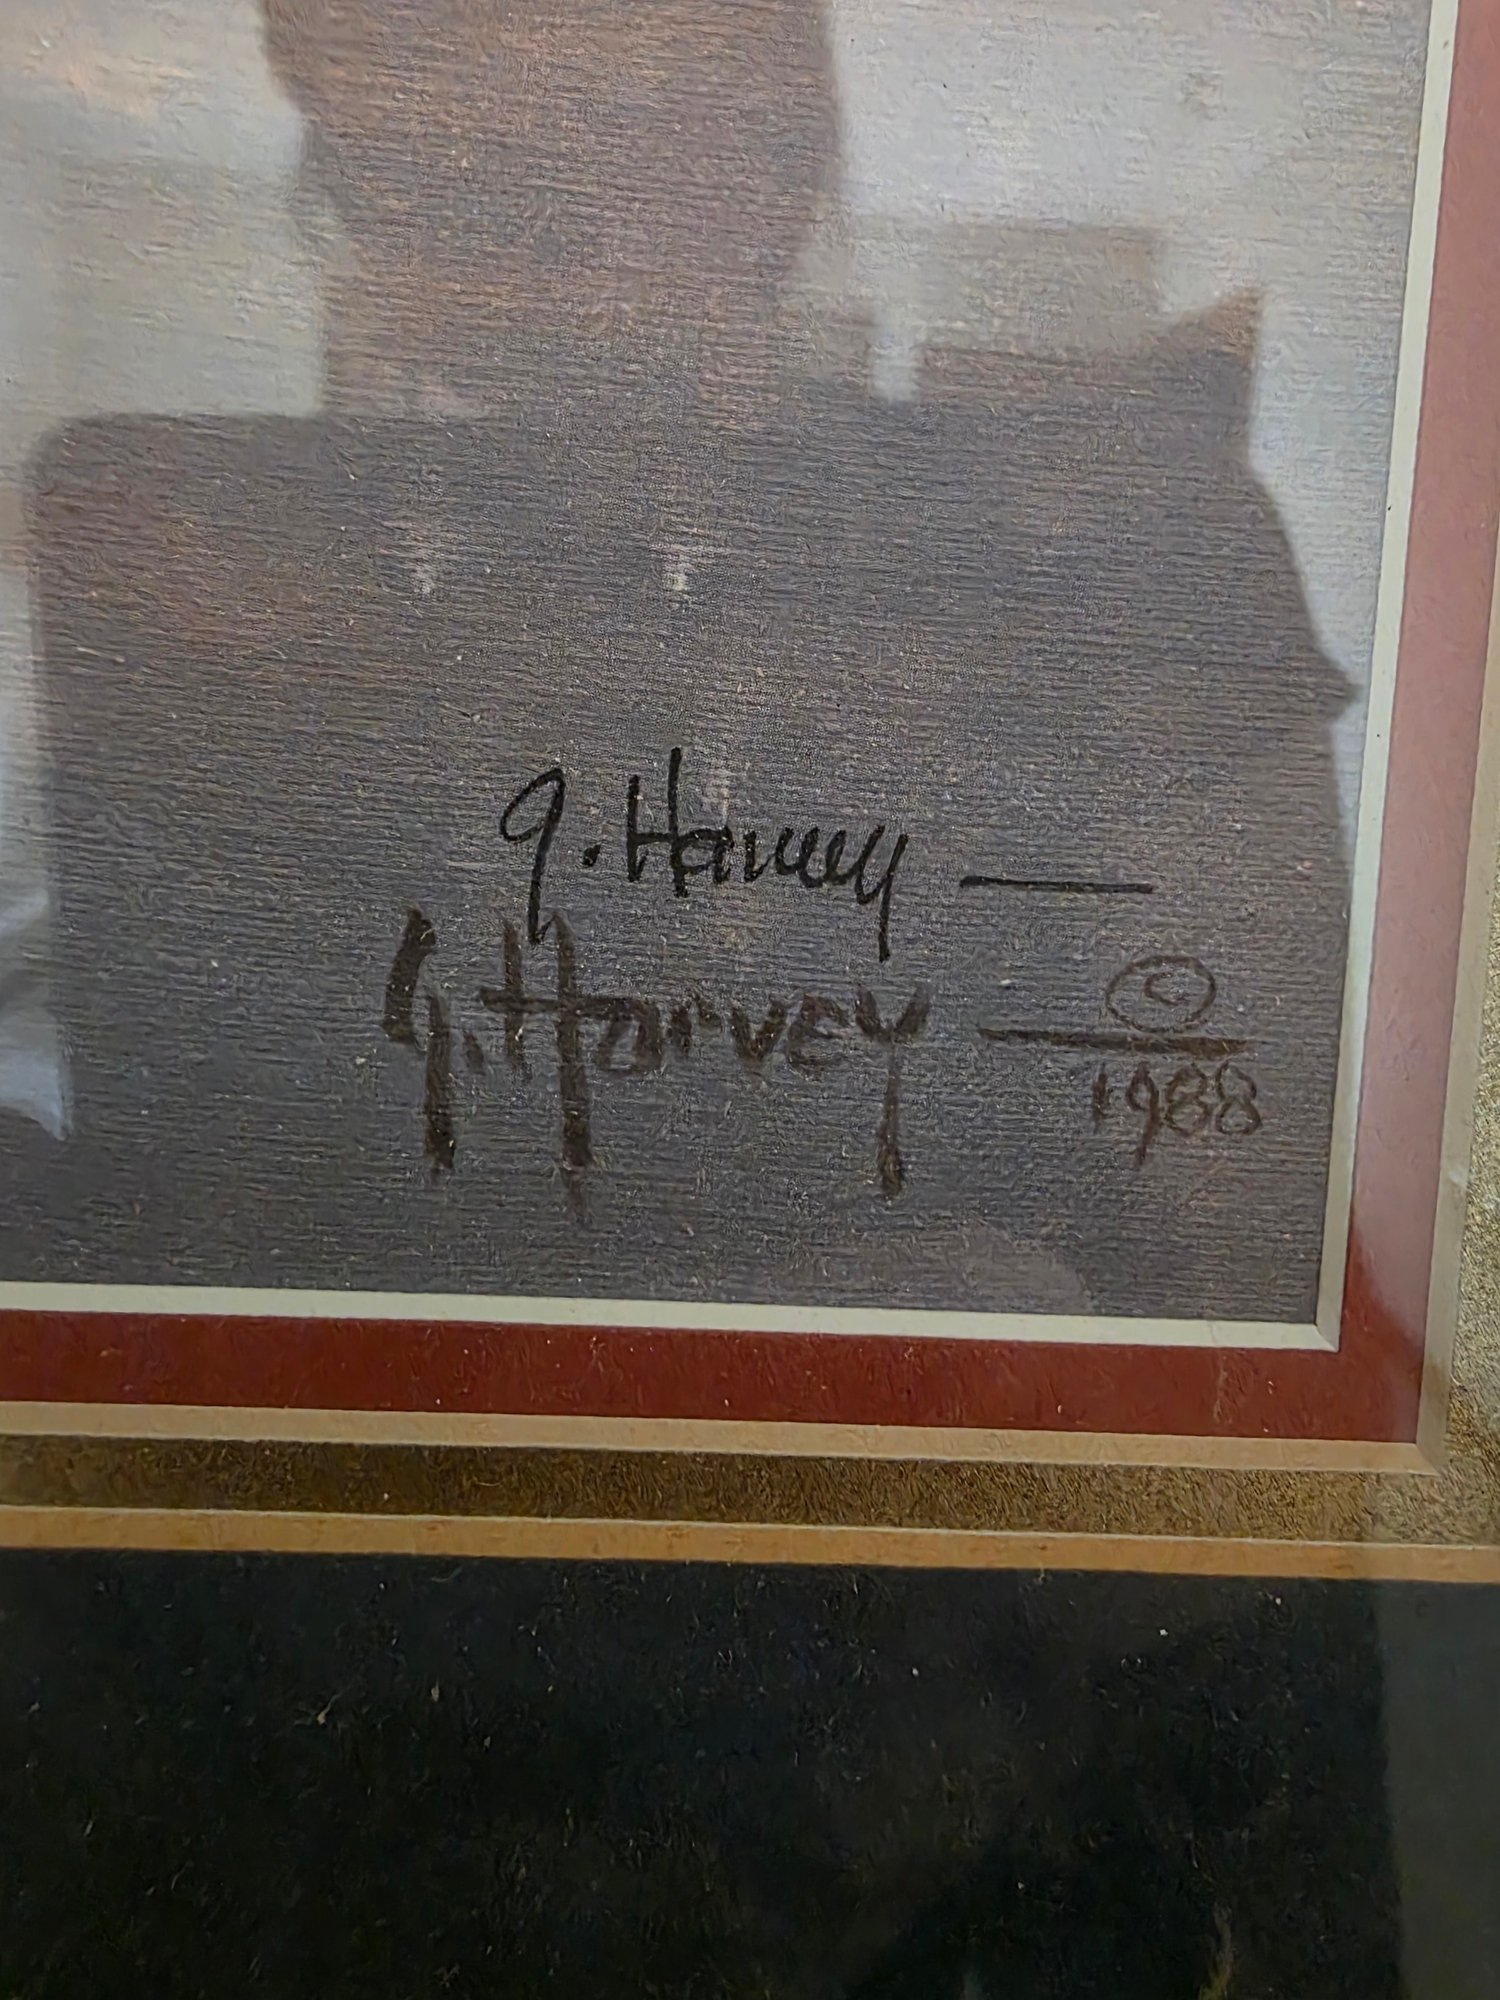 G. Harvey —
G. Harvey — ©
1988